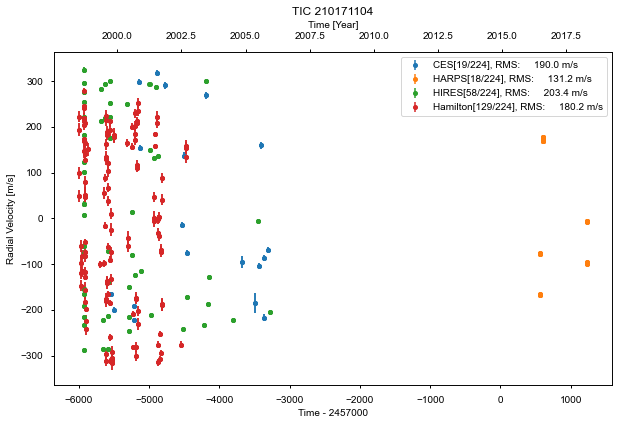 TIC 210171104
Time [Year]
2000.0 2002.5 2005.0 2007.5 2010.0 2012.5 2015.0 2017.5
CES[19/224], RMS: 190.0 m/s
HARPS[18/224], RMS: 131.2 m/s
HIRES[58/224], RMS: 203.4 m/s
Hamilton[129/224], RMS: 180.2 m/s
Radial Velocity [m/s]
300
200
100
0
−100
−200
−300
−6000 −5000 −4000 −3000 −2000 −1000 0 1000
Time - 2457000